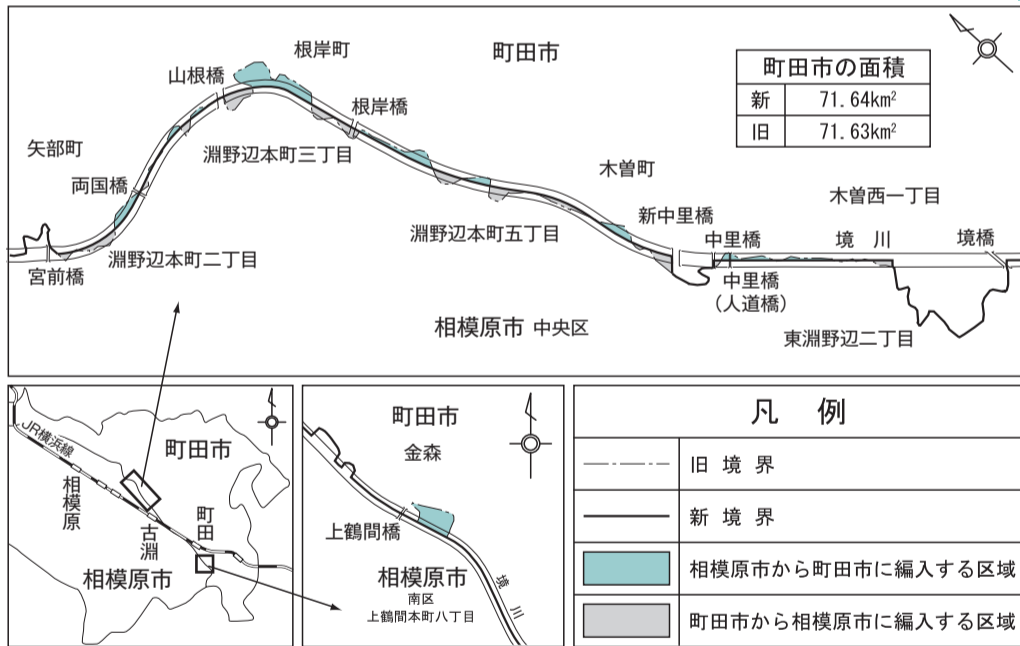 根岸町
町田市
山根橋
町田市の面積
新 71.64km²
旧 71.63km²
根岸橋
矢部町
淵野辺本町三丁目
両国橋
木曽町
木曽西一丁目
新中里橋
淵野辺本町五丁目
中里橋
境川
境橋
淵野辺本町二丁目
宮前橋
中里橋
(人道橋)
相模原市 中央区
東淵野辺二丁目
JR横浜線
町田市
相模原
町田
古淵
相模原市
町田市
金森
上鶴間橋
相模原市
南区
上鶴間本町八丁目
境川
凡例
旧境界
新境界
相模原市から町田市に編入する区域
町田市から相模原市に編入する区域